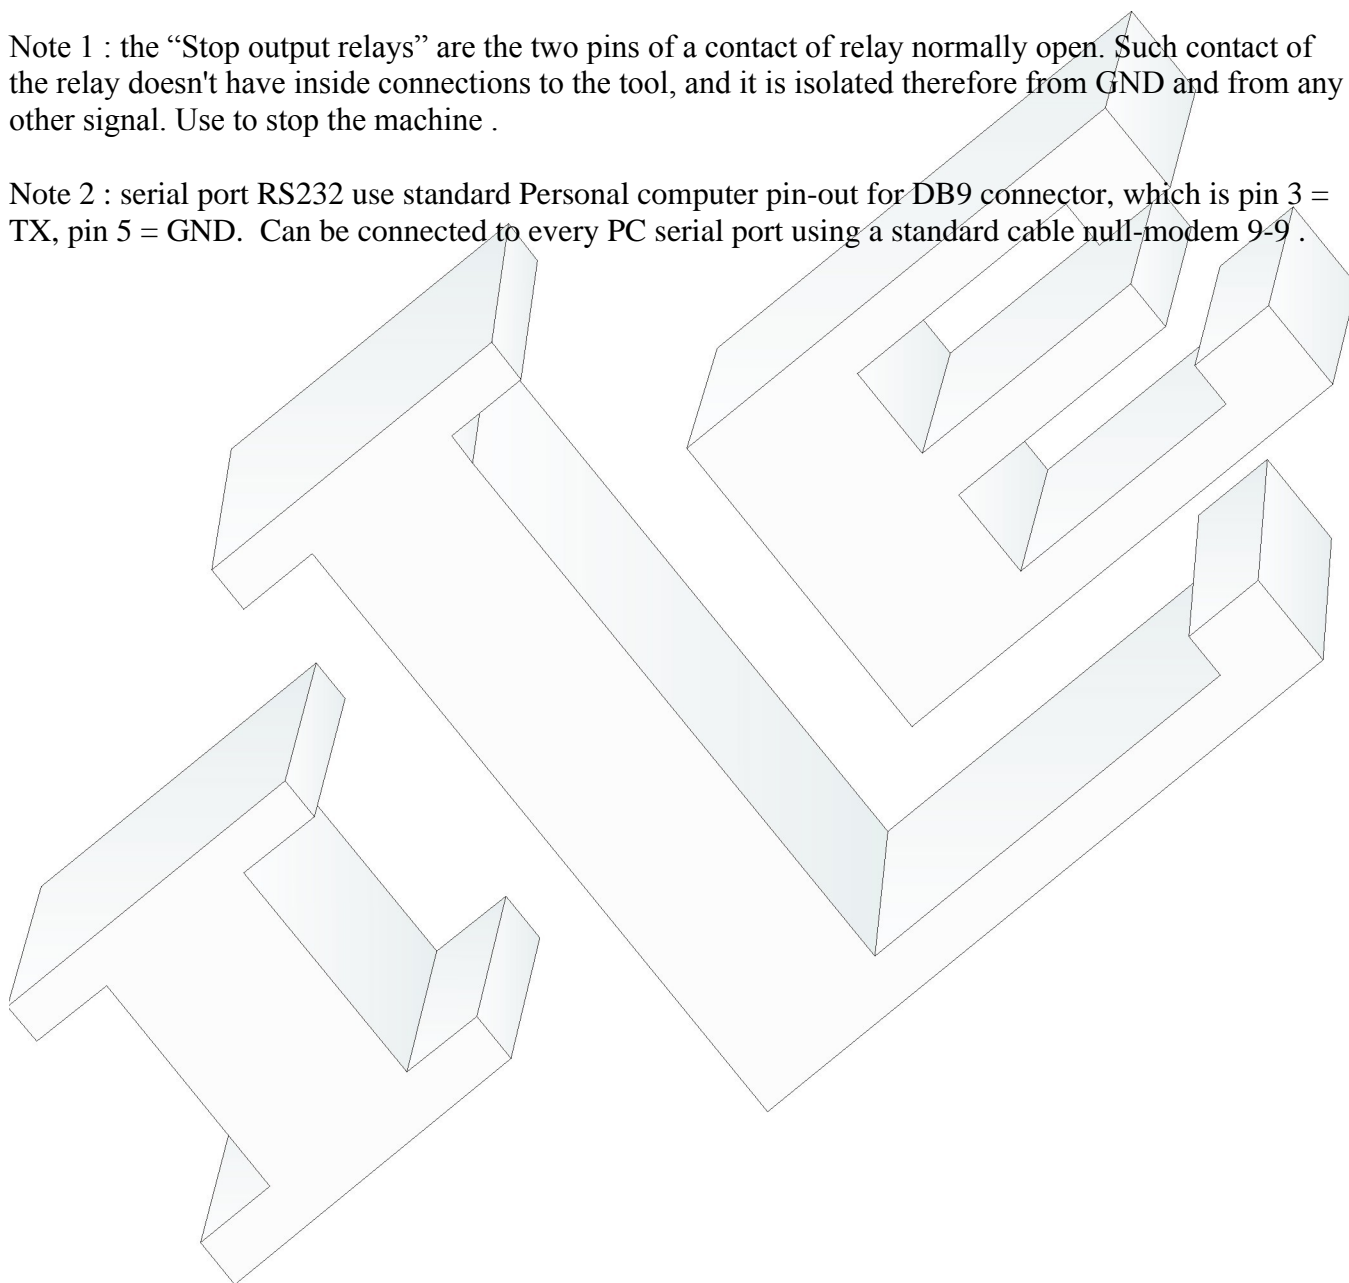 Note 1 : the “Stop output relays” are the two pins of a contact of relay normally open. Such contact of
the relay doesn't have inside connections to the tool, and it is isolated therefore from GND and from any
other signal. Use to stop the machine .
Note 2 : serial port RS232 use standard Personal computer pin-out for DB9 connector, which is pin 3 =
TX, pin 5 = GND.  Can be connected to every PC serial port using a standard cable null-modem 9-9 .
ILE